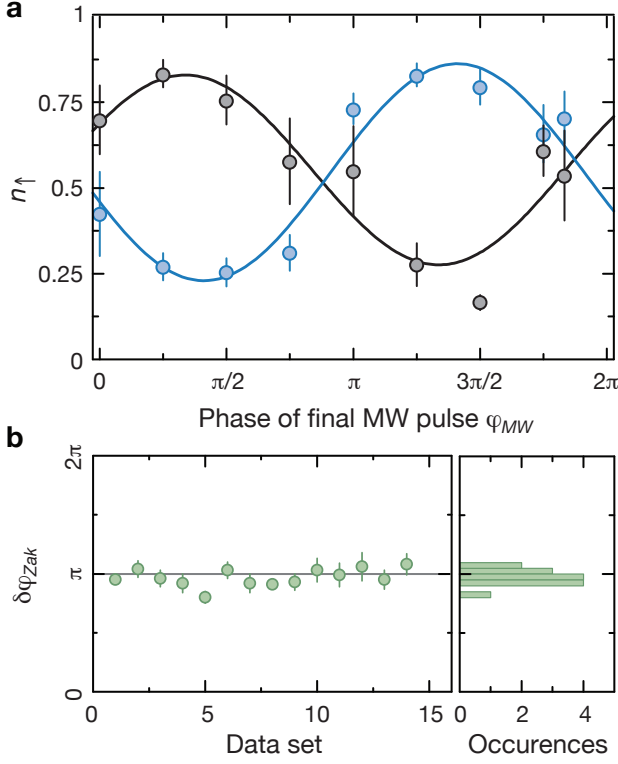 a
1
0.75
0.5
0.25
0
n↑
0 π/2 π 3π/2 2π
Phase of final MW pulse φMW
b
2π
π
0
δφZak
0 5 10 15
Data set
0 2 4
Occurences